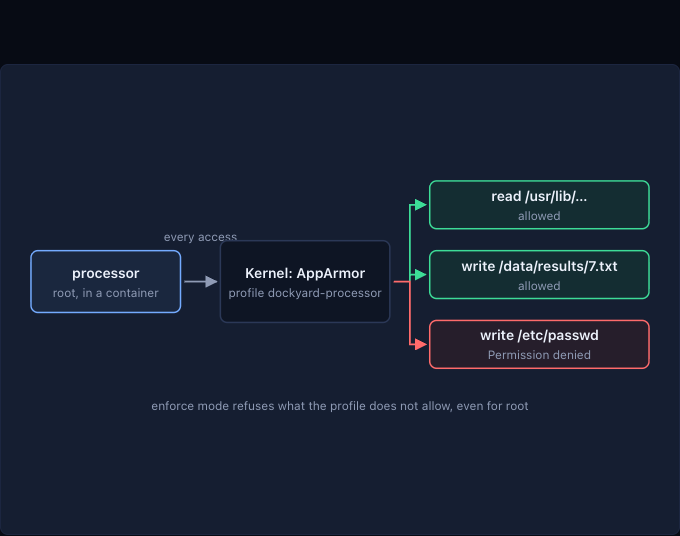 every access
processor
root, in a container
Kernel: AppArmor
profile dockyard-processor
read /usr/lib/...
allowed
write /data/results/7.txt
allowed
write /etc/passwd
Permission denied
enforce mode refuses what the profile does not allow, even for root